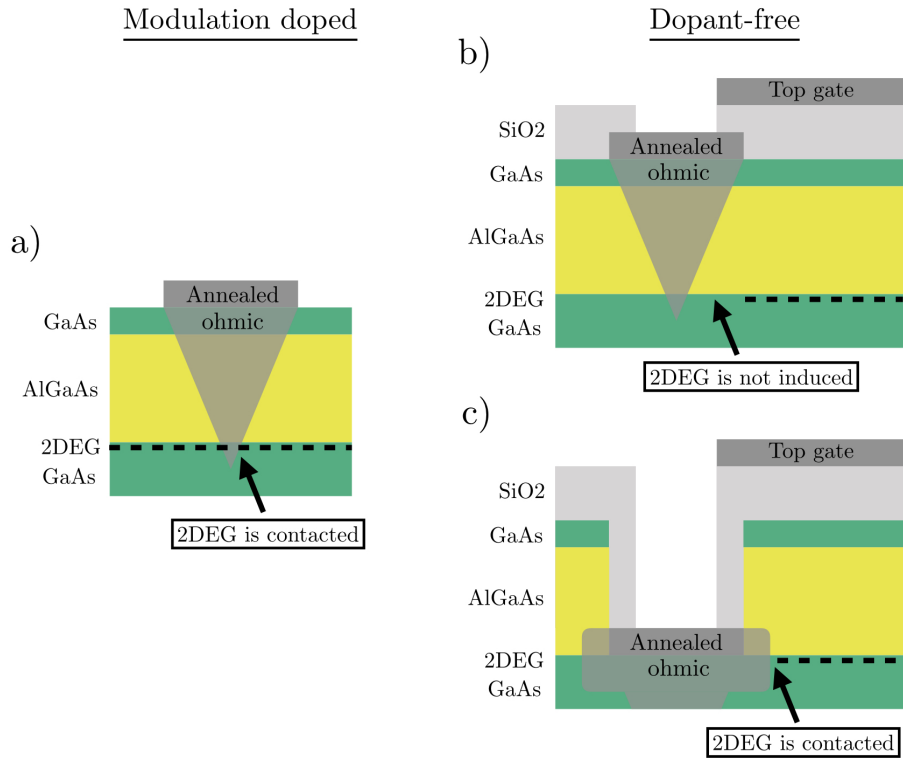 Modulation doped
Dopant-free
b)
Top gate
SiO2
Annealed
ohmic
GaAs
AlGaAs
2DEG
GaAs
2DEG is not induced
a)
Annealed
ohmic
GaAs
AlGaAs
2DEG
GaAs
2DEG is contacted
c)
Top gate
SiO2
GaAs
AlGaAs
Annealed
ohmic
2DEG
GaAs
2DEG is contacted